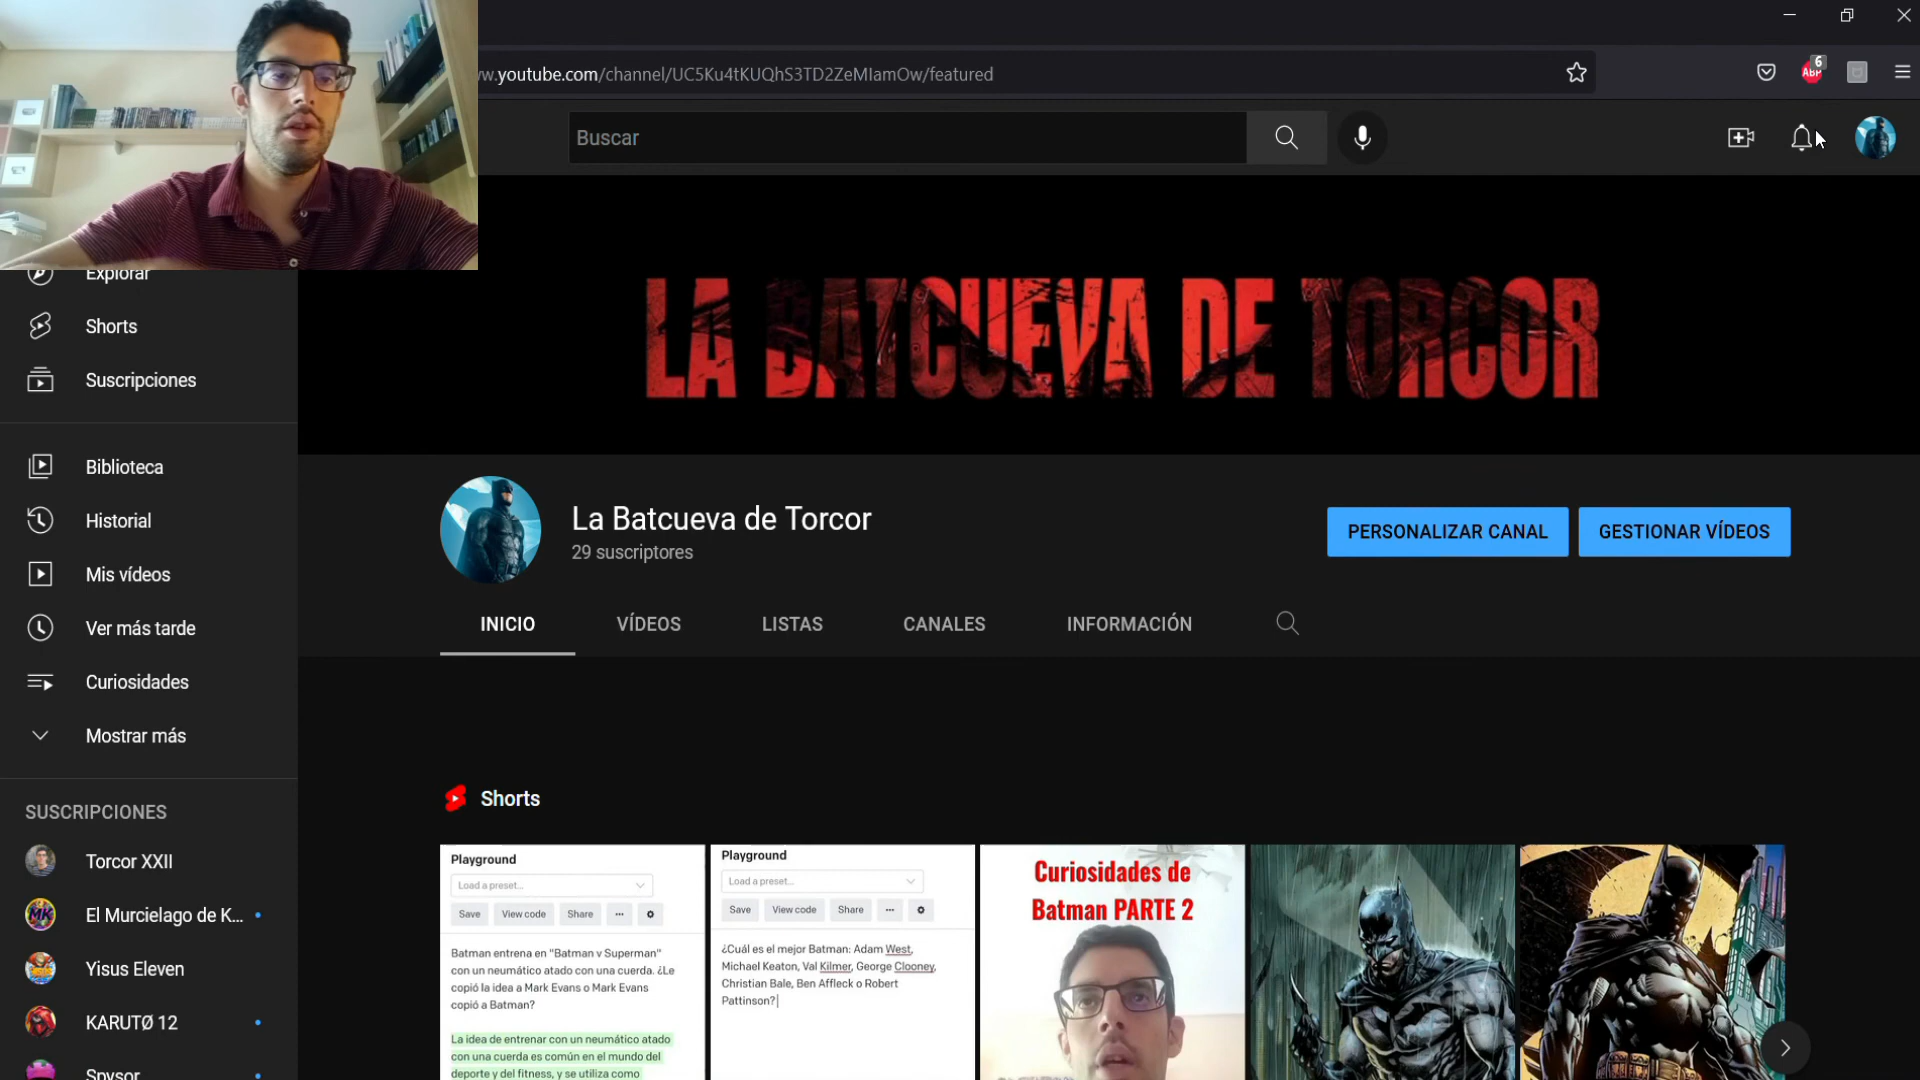 w.youtube.com/channel/UC5Ku4tKUQhS3TD2ZeMIamOw/featured
ABP
6
Buscar
Explorar
Shorts
Suscripciones
Biblioteca
Historial
Mis vídeos
Ver más tarde
Curiosidades
Mostrar más
SUSCRIPCIONES
Torcor XXII
El Murcielago de K...
Yisus Eleven
KARUTØ 12
Spysor
LA BATCUEVA DE TORCOR
La Batcueva de Torcor
29 suscriptores
PERSONALIZAR CANAL
GESTIONAR VÍDEOS
INICIO
VÍDEOS
LISTAS
CANALES
INFORMACIÓN
Shorts
Playground
Load a preset...
Save
View code
Share
...
Batman entrena en "Batman v Superman"
con un neumático atado con una cuerda. ¿Le
copió la idea a Mark Evans o Mark Evans
copió a Batman?
La idea de entrenar con un neumático atado
con una cuerda es común en el mundo del
deporte y del fitness, y se utiliza como
Playground
Load a preset...
Save
View code
Share
...
¿Cuál es el mejor Batman: Adam West,
Michael Keaton, Val Kilmer, George Clooney,
Christian Bale, Ben Affleck o Robert
Pattinson?
Curiosidades de
Batman PARTE 2